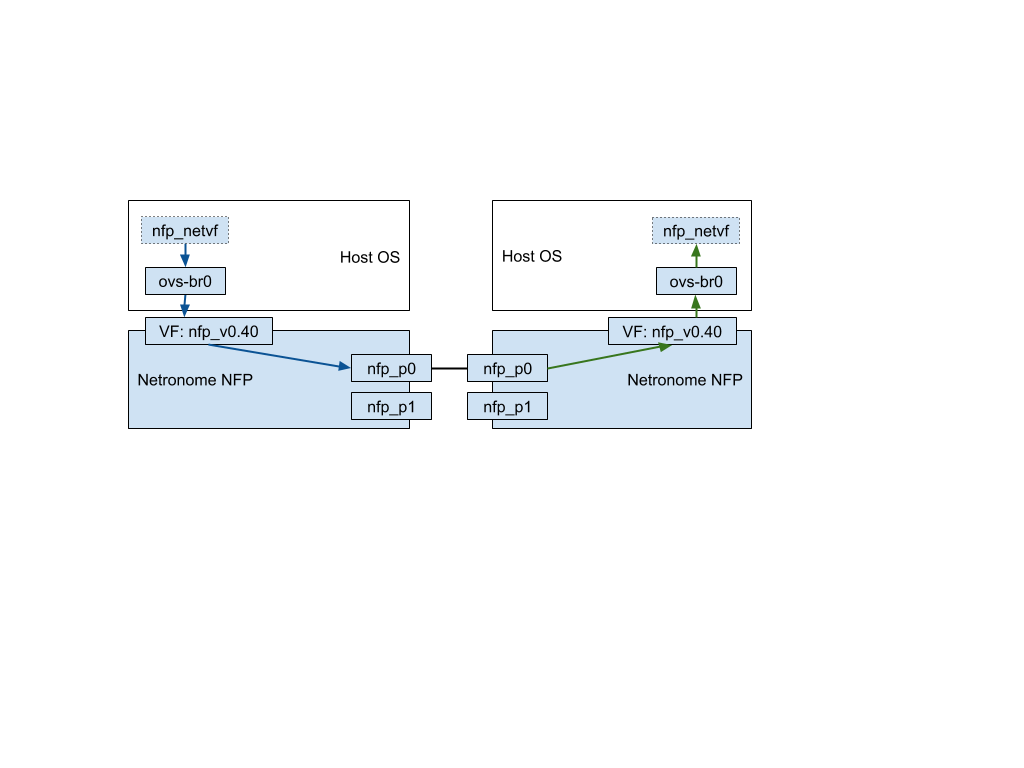 nfp_netvf
Host OS
ovs-br0
VF: nfp_v0.40
nfp_p0
Netronome NFP
nfp_p1
nfp_netvf
Host OS
ovs-br0
VF: nfp_v0.40
nfp_p0
Netronome NFP
nfp_p1